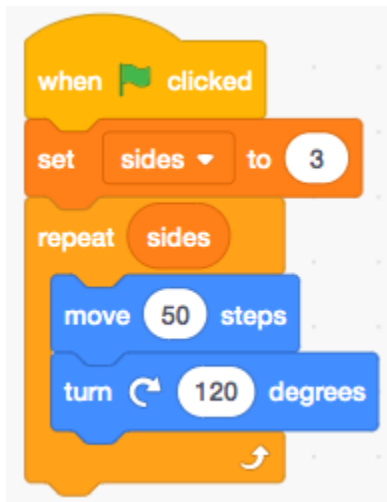 when clicked
set sides to 3
repeat sides
move 50 steps
turn 120 degrees